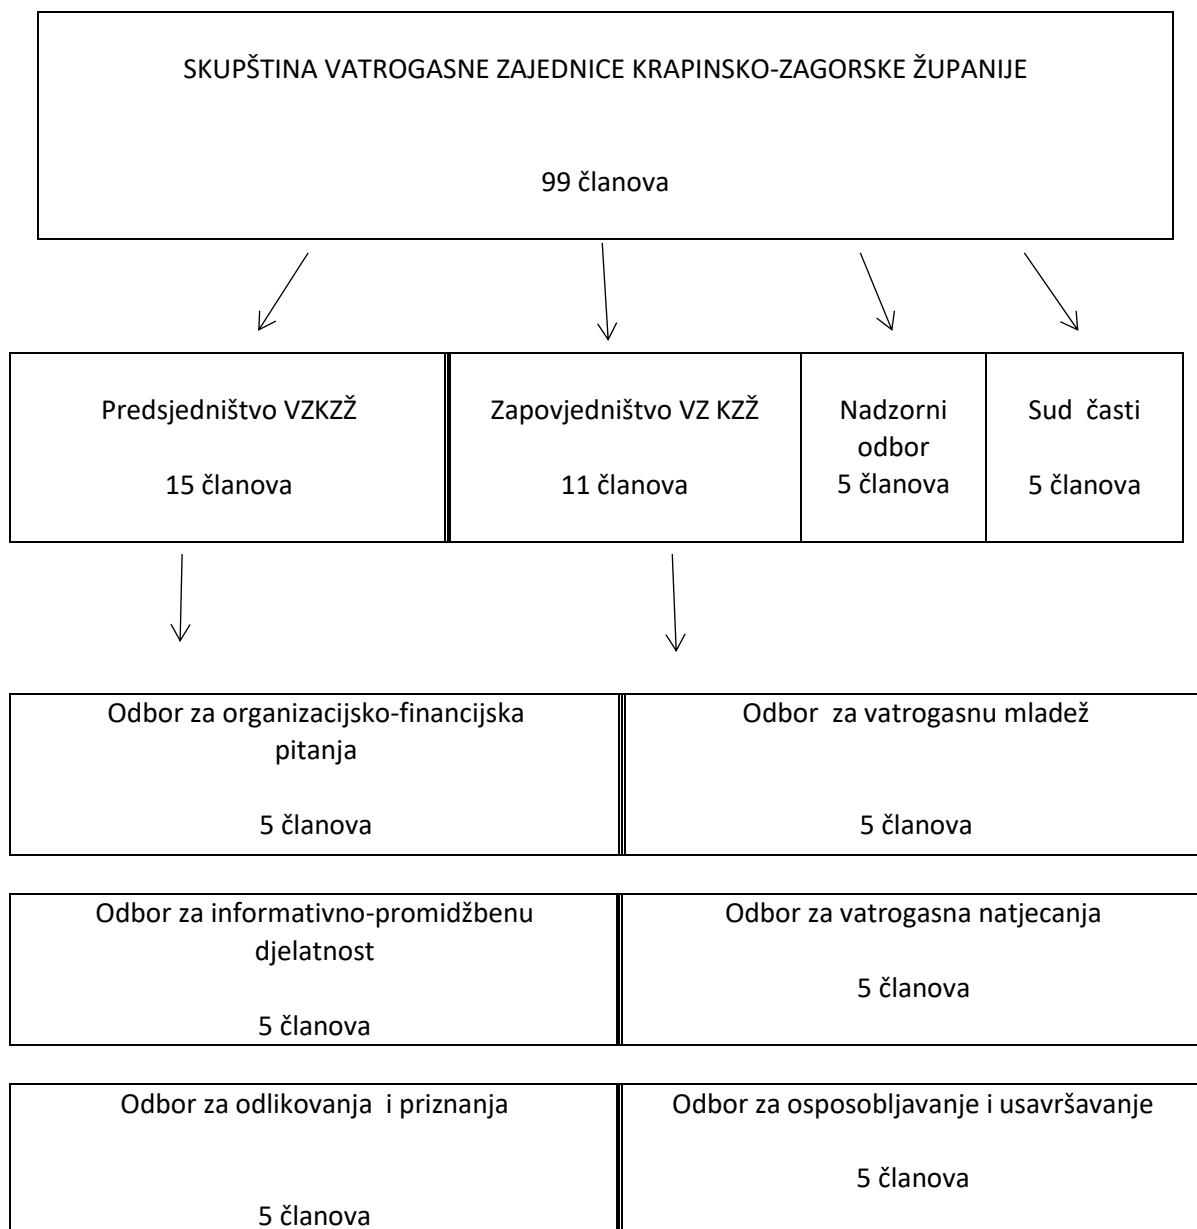 SKUPŠTINA VATROGASNE ZAJEDNICE KRAPINSKO-ZAGORSKE ŽUPANIJE
99 članova
Predsjedništvo VZKZŽ
15 članova
Zapovjedništvo VZ KZŽ
11 članova
Nadzorni
odbor
5 članova
Sud časti
5 članova
Odbor za organizacijsko-financijska
pitanja
5 članova
Odbor za vatrogasnu mladež
5 članova
Odbor za informativno-promidžbenu
djelatnost
5 članova
Odbor za vatrogasna natjecanja
5 članova
Odbor za odlikovanja i priznanja
5 članova
Odbor za osposobljavanje i usavršavanje
5 članova